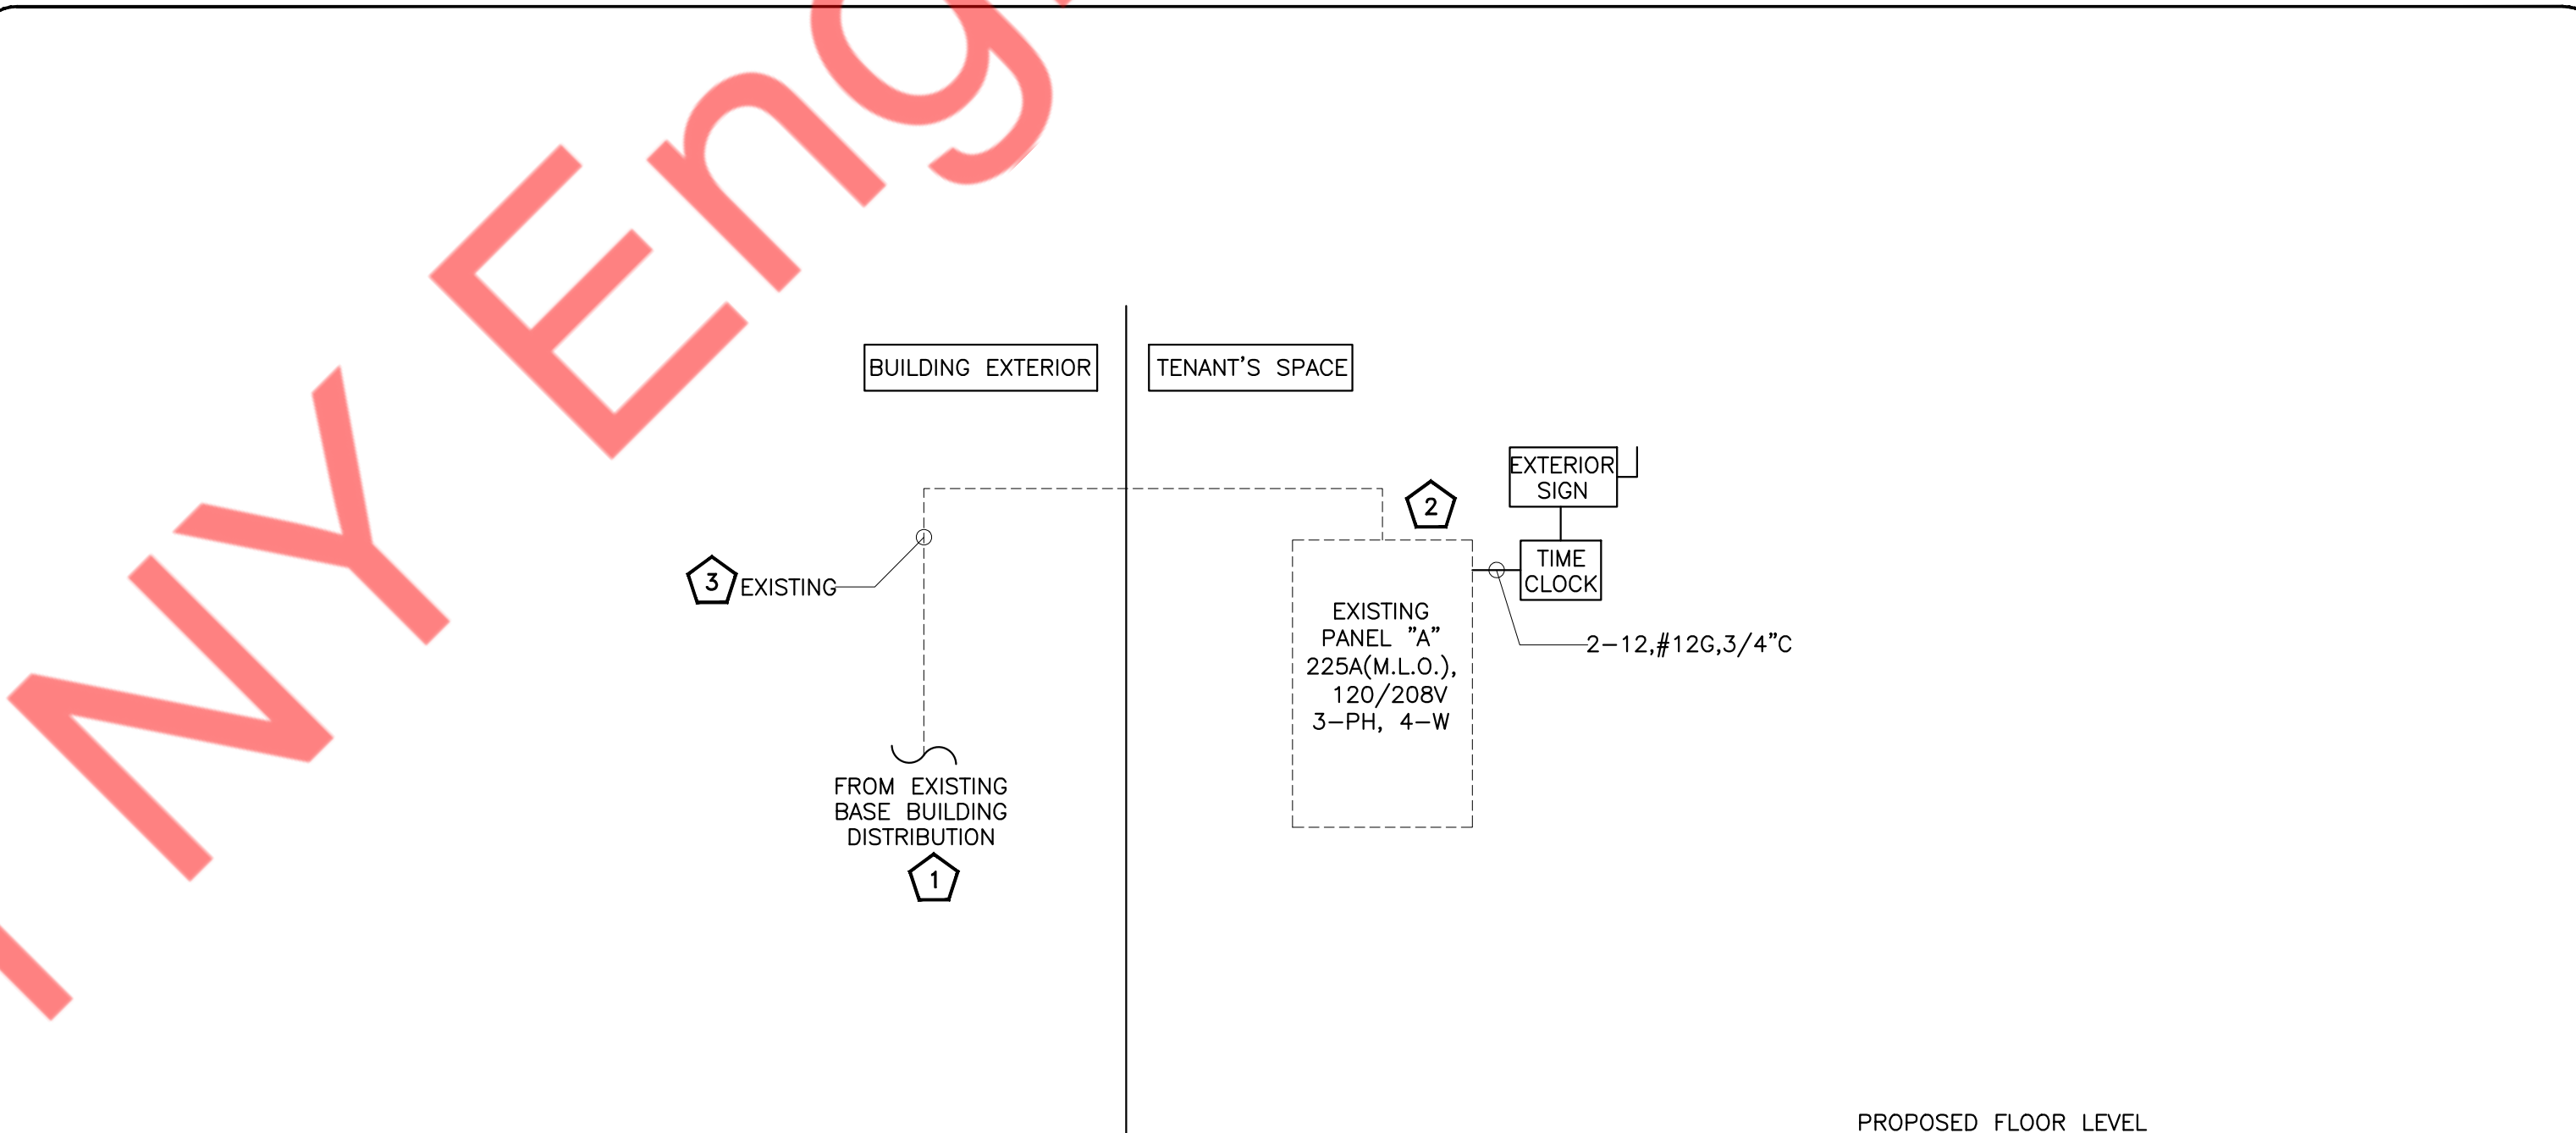 NY Eng
BUILDING EXTERIOR
TENANT'S SPACE
EXTERIOR
SIGN
2
TIME
CLOCK
3
EXISTING
EXISTING
PANEL "A"
225A(M.L.O.),
120/208V
3-PH, 4-W
2-12,#12G,3/4"C
FROM EXISTING
BASE BUILDING
DISTRIBUTION
1
PROPOSED FLOOR LEVEL